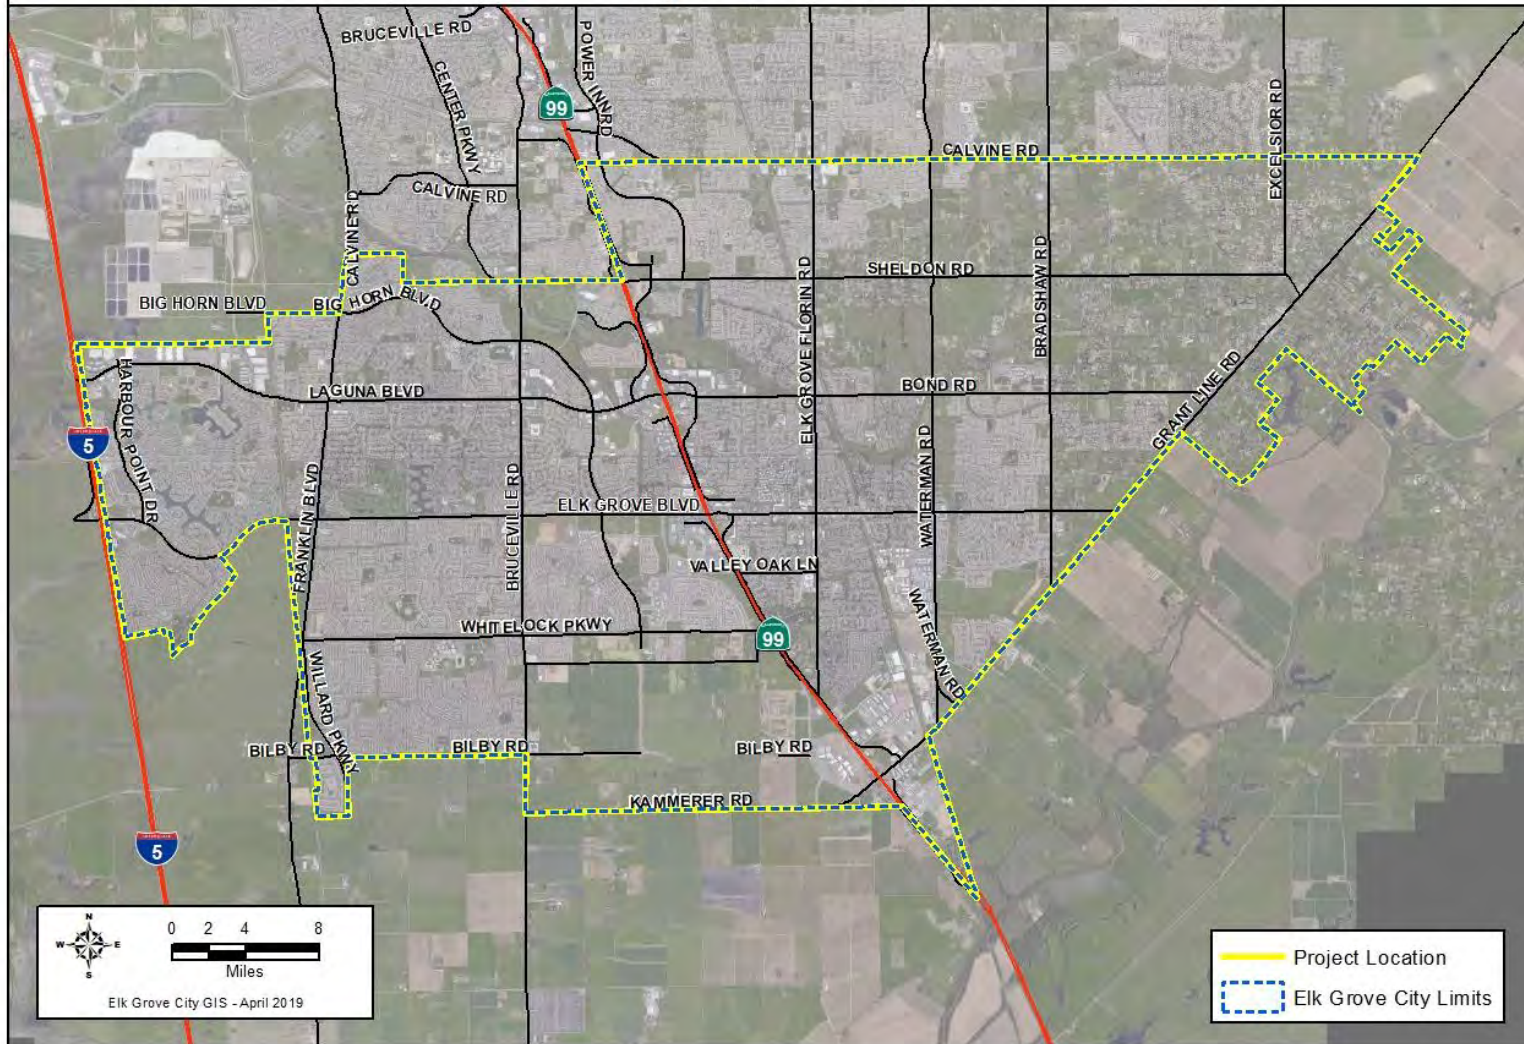 BRUCEVILLE RD
CENTER PKWY
POWER INN RD
99
EXCELSIOR RD
CALVINE RD
CALVINE RD
CALVINE RD
SHELDON RD
ELK GROVE FLORIN RD
BRADSHAW RD
BIG HORN BLVD
BIG HORN BLVD
HARBOUR POINT DR
LAGUNA BLVD
BOND RD
GRANT LINE RD
INTERSTATE
5
FRANKLIN BLVD
BRUCEVILLE RD
ELK GROVE BLVD
WATERMAN RD
VALLEY OAK LN
WATERMAN RD
WHITELOCK PKWY
99
WILLARD PKWY
BILBY RD
BILBY RD
BILBY RD
KAMMERER RD
INTERSTATE
5
N
W
E
S
0 2 4 8
Miles
Elk Grove City GIS - April 2019
Project Location
Elk Grove City Limits